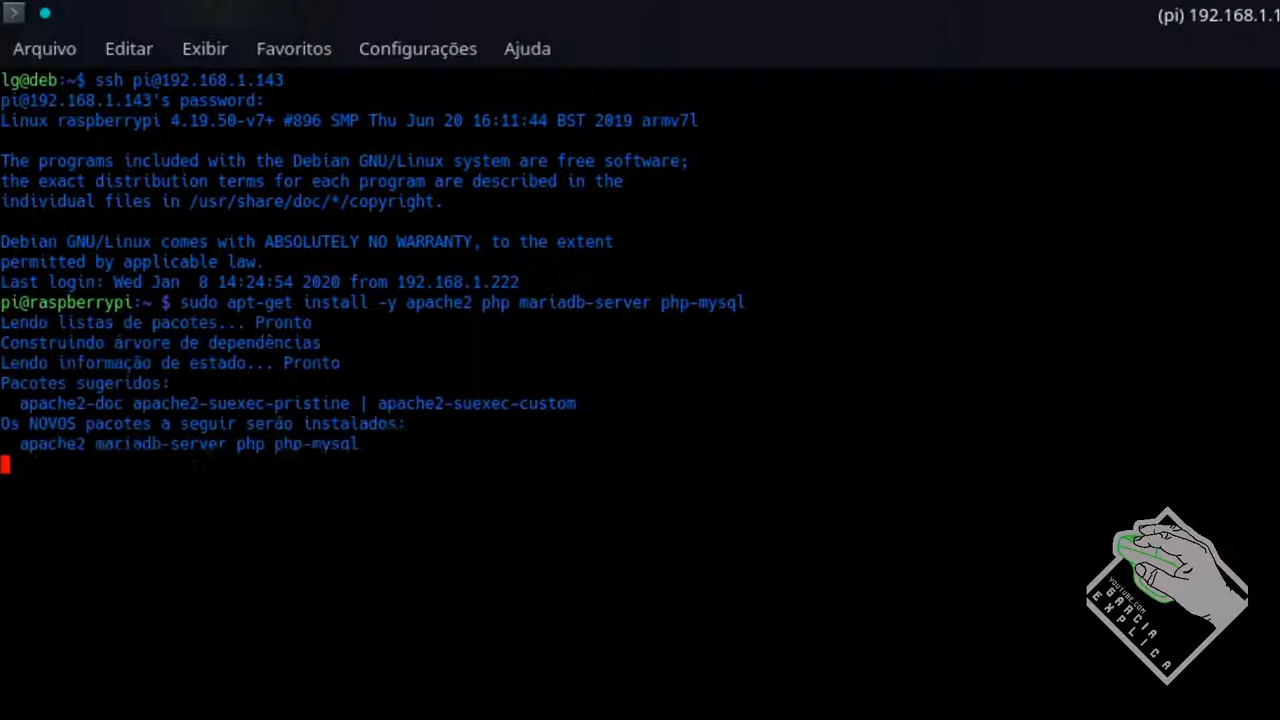 (pi) 192.168.1.1
Arquivo Editar Exibir Favoritos Configurações Ajuda
lg@deb:~$ ssh pi@192.168.1.143
pi@192.168.1.143's password:
Linux raspberrypi 4.19.50-v7+ #896 SMP Thu Jun 20 16:11:44 BST 2019 armv7l
The programs included with the Debian GNU/Linux system are free software;
the exact distribution terms for each program are described in the
individual files in /usr/share/doc/*/copyright.
Debian GNU/Linux comes with ABSOLUTELY NO WARRANTY, to the extent
permitted by applicable law.
Last login: Wed Jan  8 14:24:54 2020 from 192.168.1.222
pi@raspberrypi:~ $ sudo apt-get install -y apache2 php mariadb-server php-mysql
Lendo listas de pacotes... Pronto
Construindo árvore de dependências
Lendo informação de estado... Pronto
Pacotes sugeridos:
  apache2-doc apache2-suexec-pristine | apache2-suexec-custom
Os NOVOS pacotes a seguir serão instalados:
  apache2 mariadb-server php php-mysql
YOUTUBE.COM
GARCIA
EXPLICA